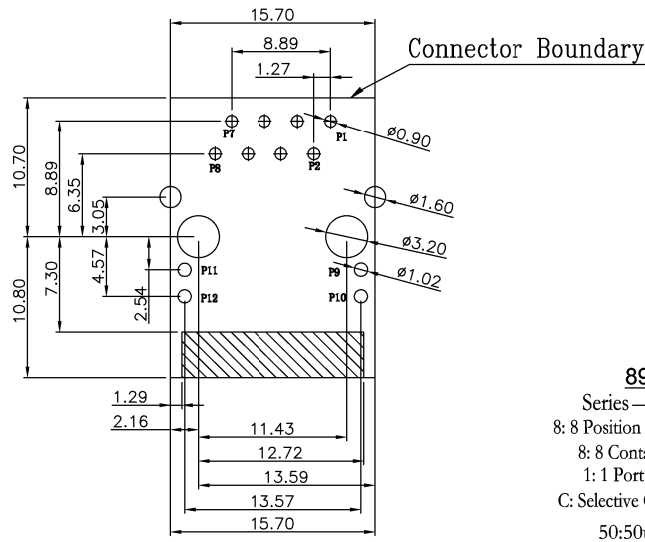 15.70
8.89
1.27
Connector Boundary
P7
P1
ø0.90
P8
P2
10.70
8.89
6.35
3.05
ø1.60
ø3.20
P11
P9
ø1.02
P12
P10
10.80
7.30
4.57
2.54
1.29
2.16
11.43
12.72
13.59
13.57
15.70
89
Series
8: 8 Position
8: 8 Conta
1: 1 Port
C: Selective
50:50